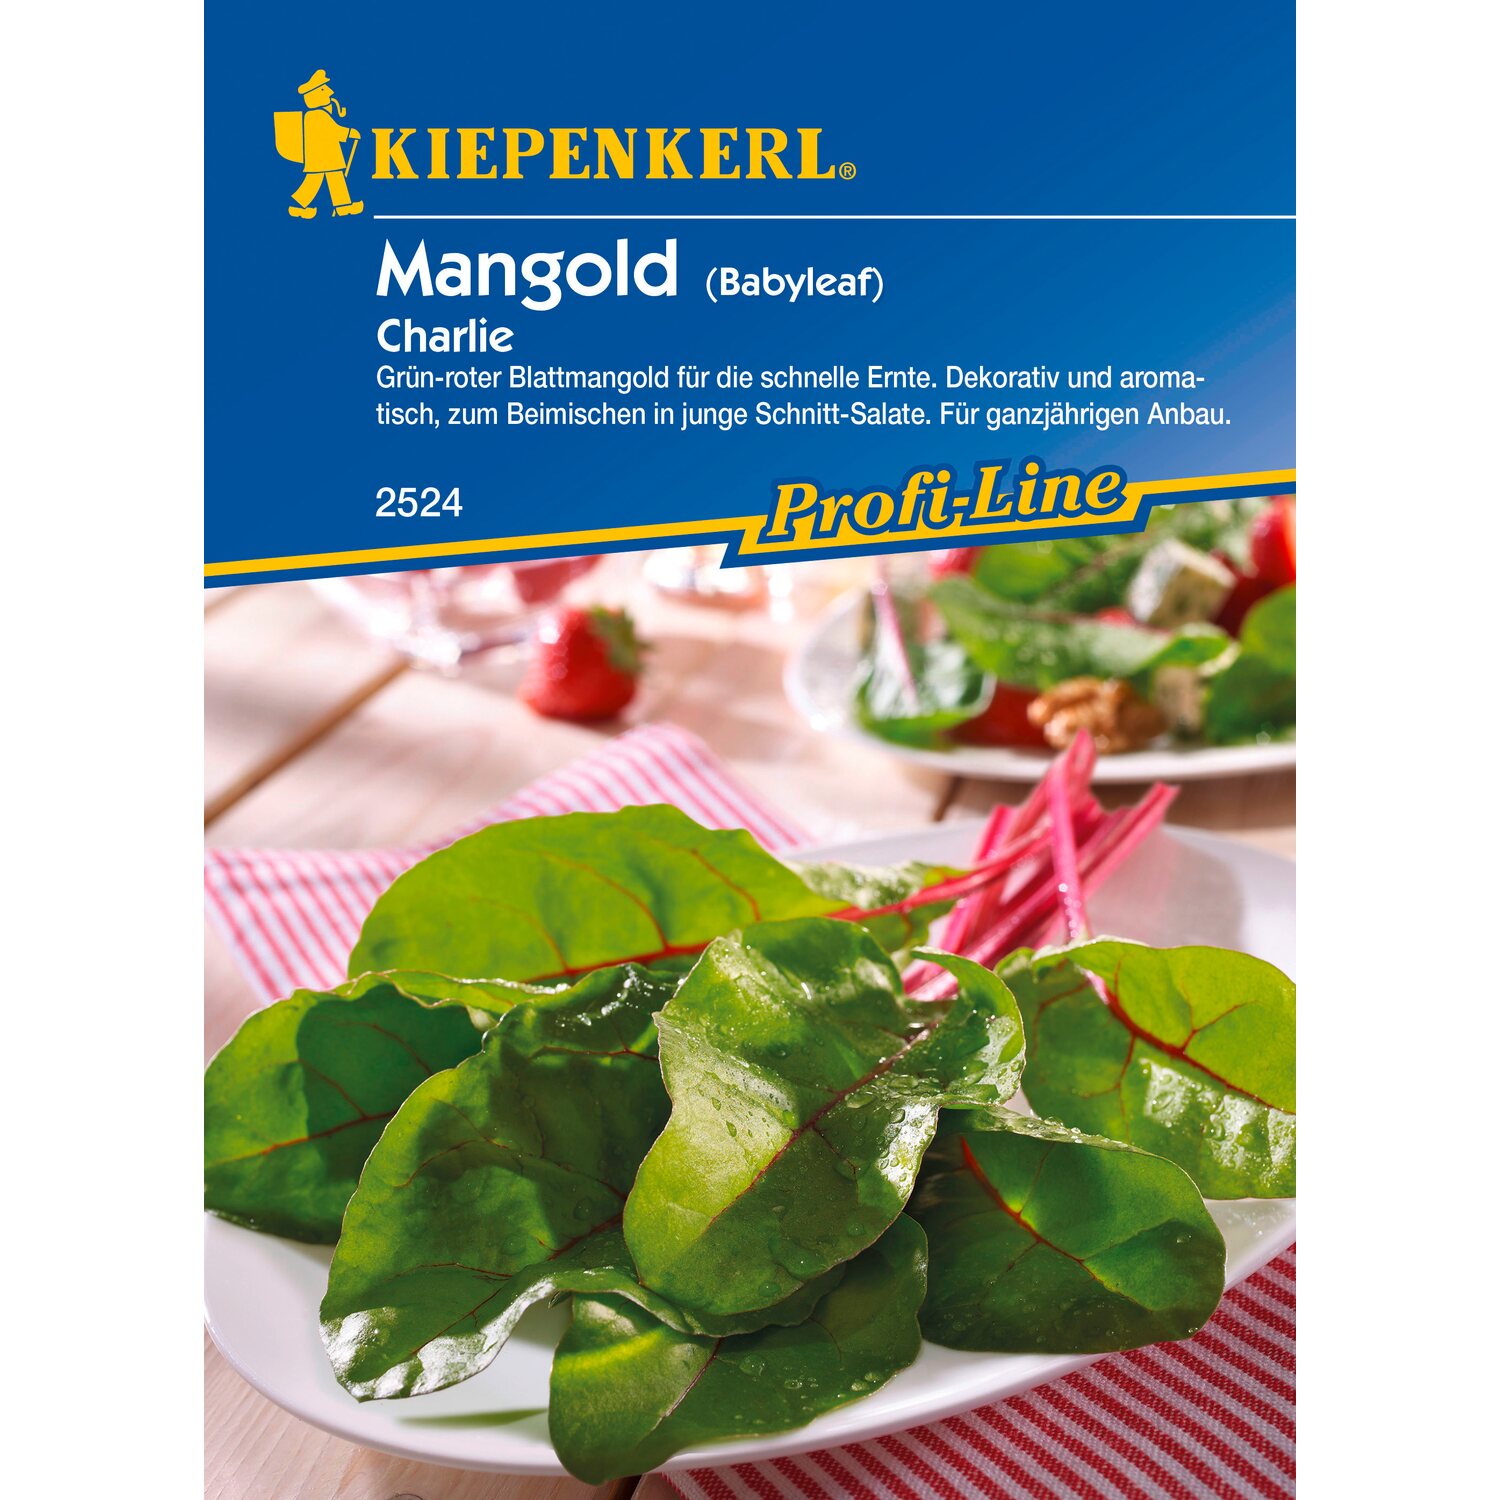 KIEPENKERL®
Mangold (Babyleaf)
Charlie
Grün-roter Blattmangold für die schnelle Ernte. Dekorativ und aroma-
tisch, zum Beimischen in junge Schnitt-Salate. Für ganzjährigen Anbau.
2524
Profi-Line